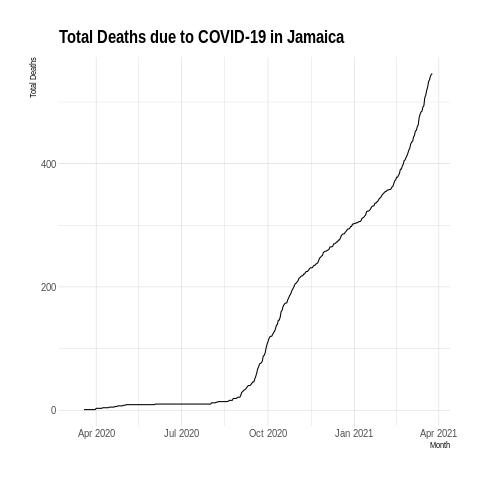 Total Deaths due to COVID-19 in Jamaica
Total Deaths
400
200
0
Apr 2020 Jul 2020 Oct 2020 Jan 2021 Apr 2021
Month